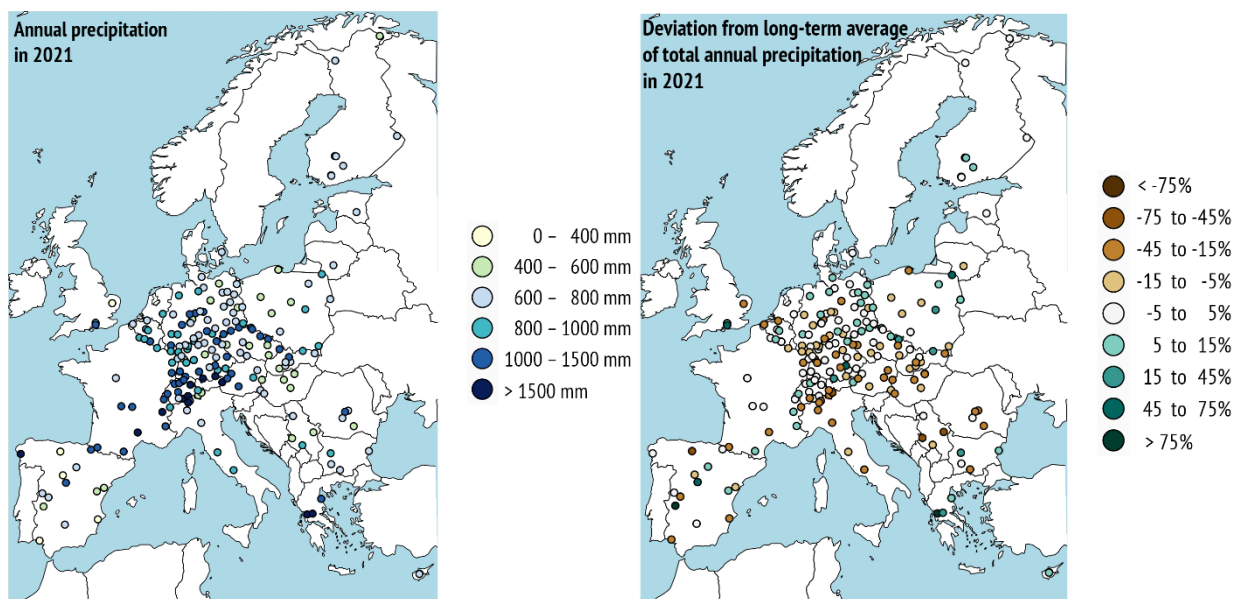 Annual precipitation
in 2021
0 – 400 mm
400 – 600 mm
600 – 800 mm
800 – 1000 mm
1000 – 1500 mm
> 1500 mm
Deviation from long-term average
of total annual precipitation
in 2021
< -75%
-75 to -45%
-45 to -15%
-15 to -5%
-5 to 5%
5 to 15%
15 to 45%
45 to 75%
> 75%